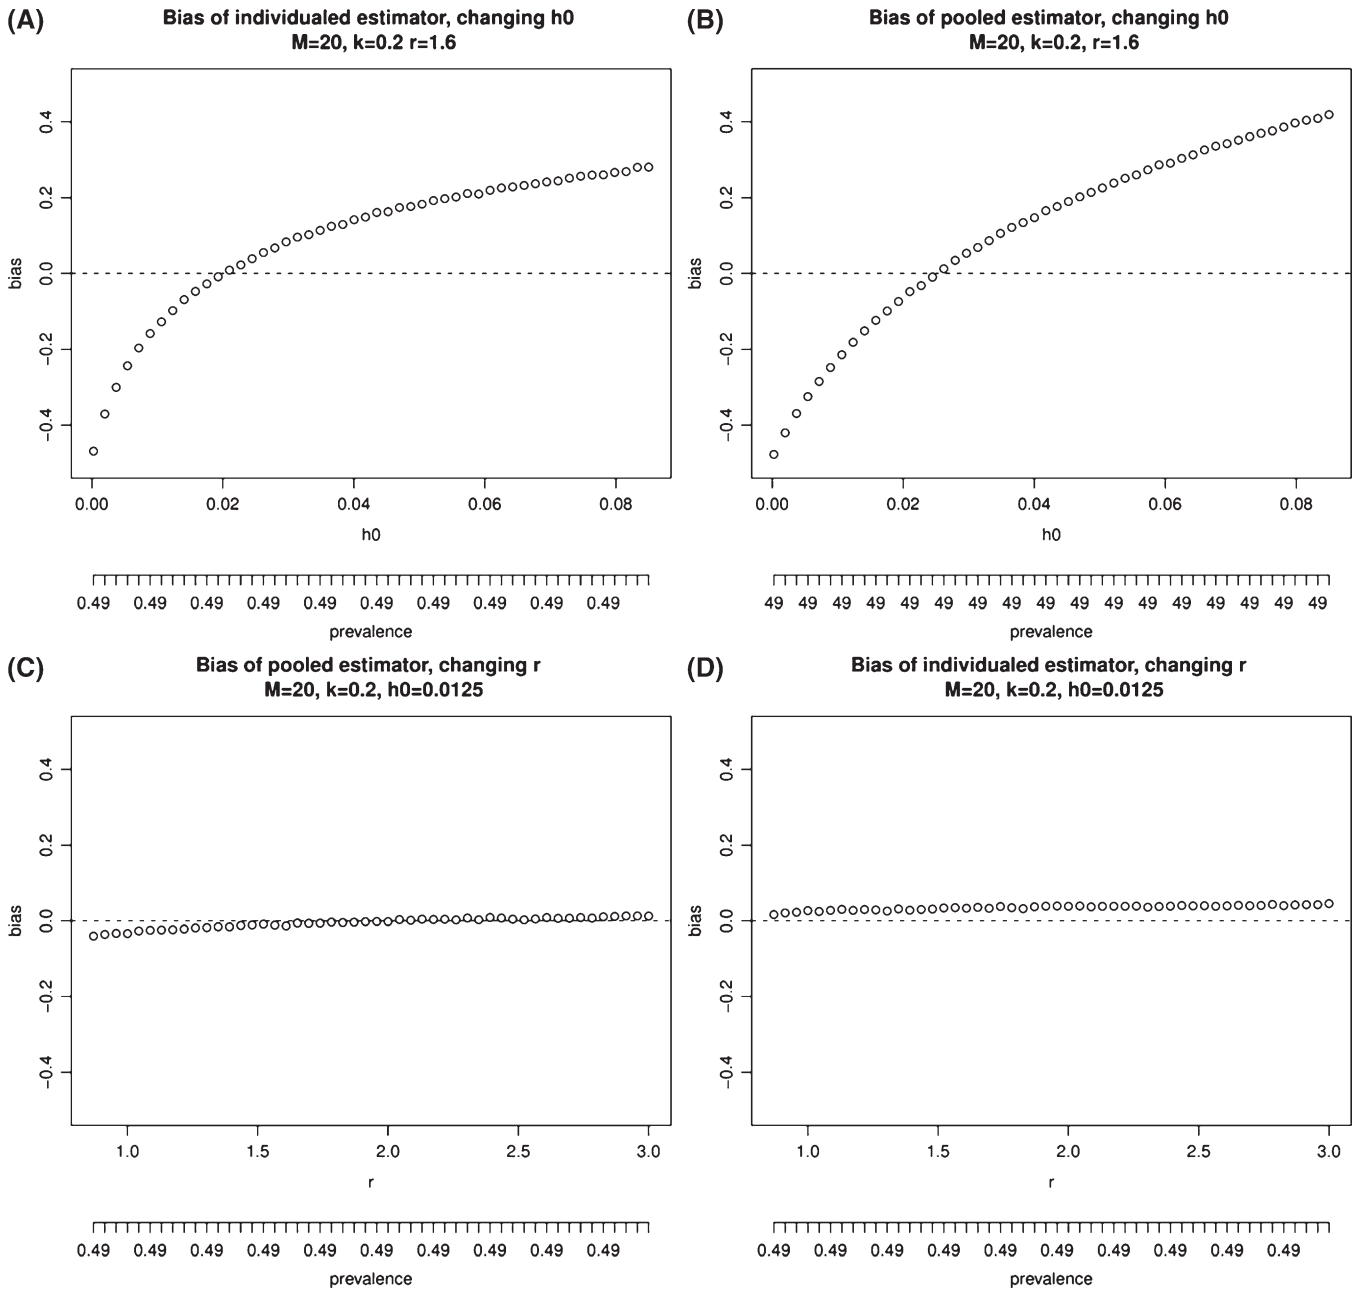 (A)
Bias of individualed estimator, changing h0
M=20, k=0.2 r=1.6
bias
0.4
0.2
0.0
−0.2
−0.4
0.00 0.02 0.04 0.06 0.08
h0
0.49 0.49 0.49 0.49 0.49 0.49 0.49 0.49 0.49 0.49
prevalence
(B)
Bias of pooled estimator, changing h0
M=20, k=0.2, r=1.6
bias
0.4
0.2
0.0
−0.2
−0.4
0.00 0.02 0.04 0.06 0.08
h0
49 49 49 49 49 49 49 49 49 49 49 49 49 49 49 49 49
prevalence
(C)
Bias of pooled estimator, changing r
M=20, k=0.2, h0=0.0125
bias
0.4
0.2
0.0
−0.2
−0.4
1.0 1.5 2.0 2.5 3.0
r
0.49 0.49 0.49 0.49 0.49 0.49 0.49 0.49 0.49 0.49
prevalence
(D)
Bias of individualed estimator, changing r
M=20, k=0.2, h0=0.0125
bias
0.4
0.2
0.0
−0.2
−0.4
1.0 1.5 2.0 2.5 3.0
r
0.49 0.49 0.49 0.49 0.49 0.49 0.49 0.49 0.49 0.49
prevalence